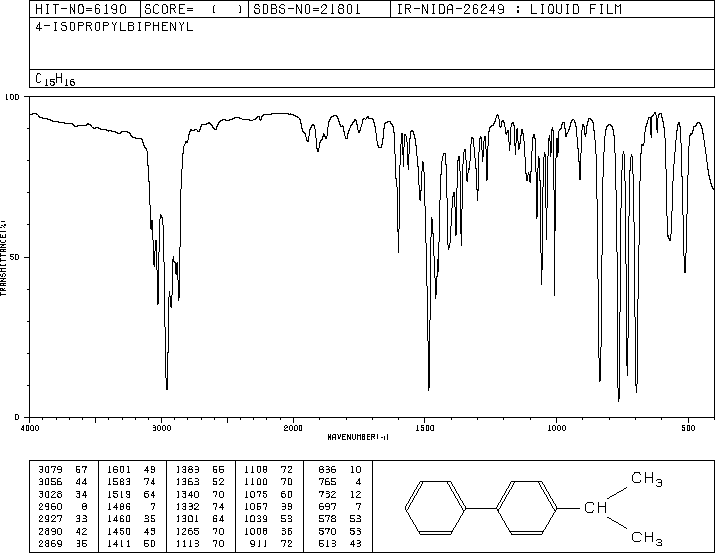 HIT-NO=6190 SCORE= ( ) SDBS-NO=21801 IR-NIDA-26249 : LIQUID FILM
4-ISOPROPYLBIPHENYL
C15H16
100
50
0
TRANSMITTANCE(%)
4000 3000 2000 1500 1000 500
WAVENUMBER(-1)
3079 57 1601 49 1383 55 1108 72 836 10
3056 44 1583 74 1363 52 1100 70 765 4
3028 34 1519 64 1340 70 1075 60 732 12
2960 8 1486 7 1332 74 1057 39 697 7
2927 33 1460 35 1301 64 1039 53 578 53
2890 42 1450 49 1265 70 1008 36 570 53
2869 35 1411 50 1113 70 911 72 513 43
CH3
CH
CH3